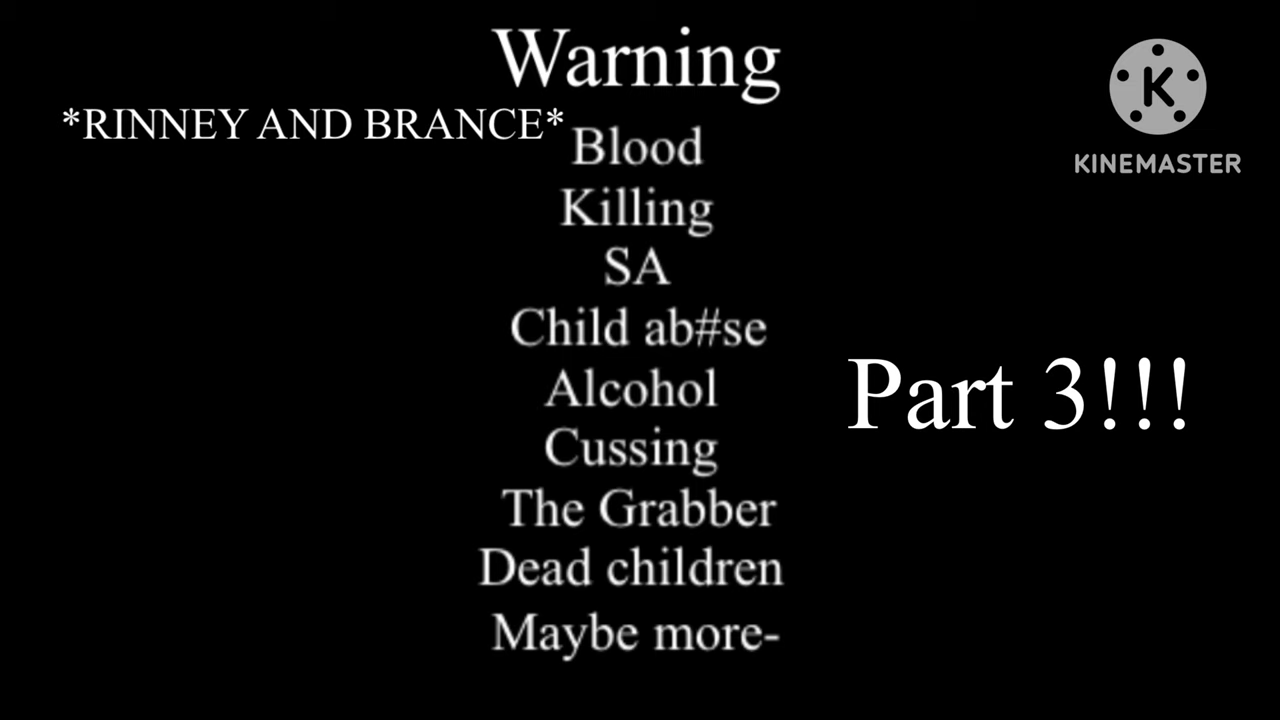 Warning
*RINNEY AND BRANCE*
Blood
Killing
SA
Child ab#se
Alcohol
Cussing
The Grabber
Dead children
Maybe more-
Part 3!!!
K
KINEMASTER